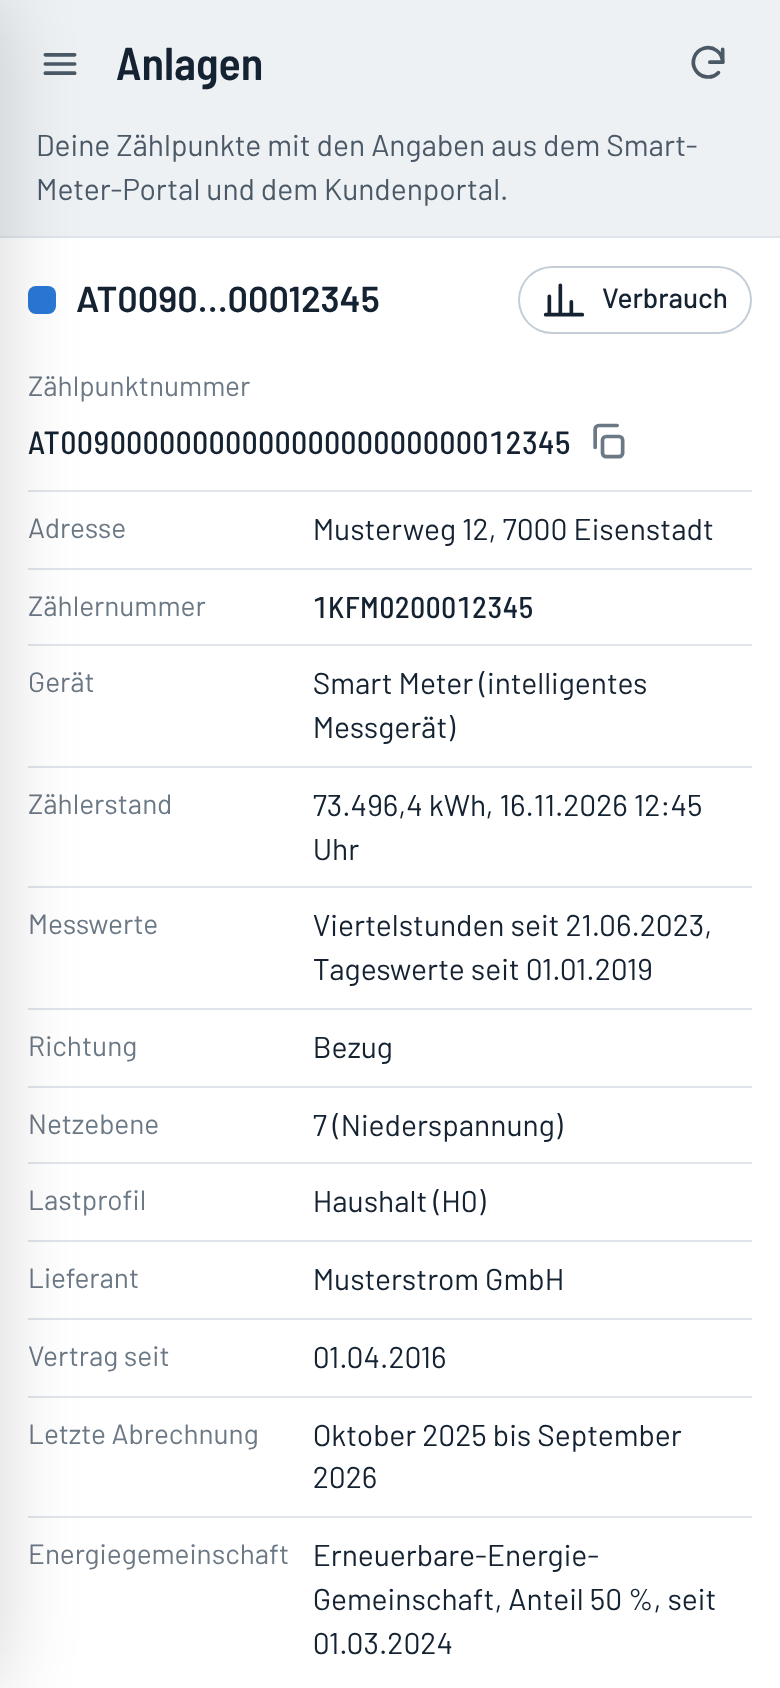 Anlagen
Deine Zählpunkte mit den Angaben aus dem Smart-
Meter-Portal und dem Kundenportal.
AT0090...00012345
Verbrauch
Zählpunktnummer
AT0090000000000000000000000012345
Adresse
Musterweg 12, 7000 Eisenstadt
Zählernummer
1KFM0200012345
Gerät
Smart Meter (intelligentes
Messgerät)
Zählerstand
73.496,4 kWh, 16.11.2026 12:45
Uhr
Messwerte
Viertelstunden seit 21.06.2023,
Tageswerte seit 01.01.2019
Richtung
Bezug
Netzebene
7 (Niederspannung)
Lastprofil
Haushalt (H0)
Lieferant
Musterstrom GmbH
Vertrag seit
01.04.2016
Letzte Abrechnung
Oktober 2025 bis September
2026
Energiegemeinschaft
Erneuerbare-Energie-
Gemeinschaft, Anteil 50 %, seit
01.03.2024